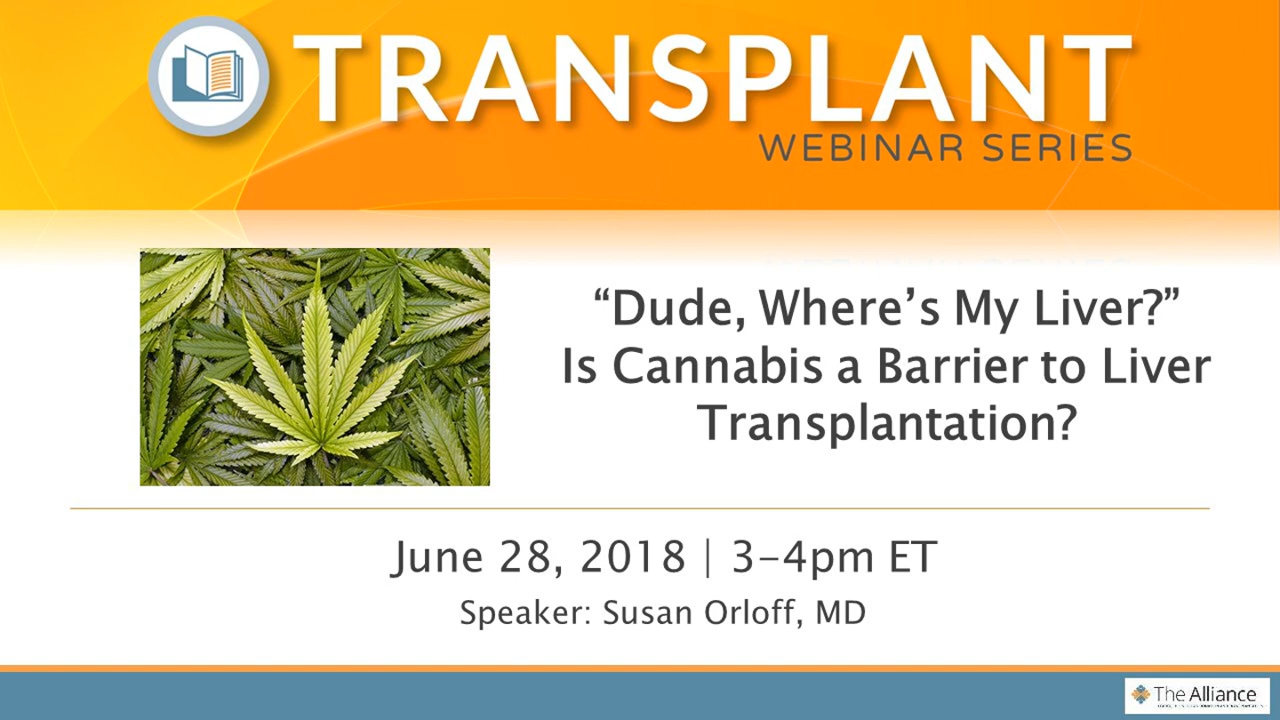 TRANSPLANT
WEBINAR SERIES
“Dude, Where’s My Liver?”
Is Cannabis a Barrier to Liver
Transplantation?
June 28, 2018 | 3–4pm ET
Speaker: Susan Orloff, MD
The Alliance